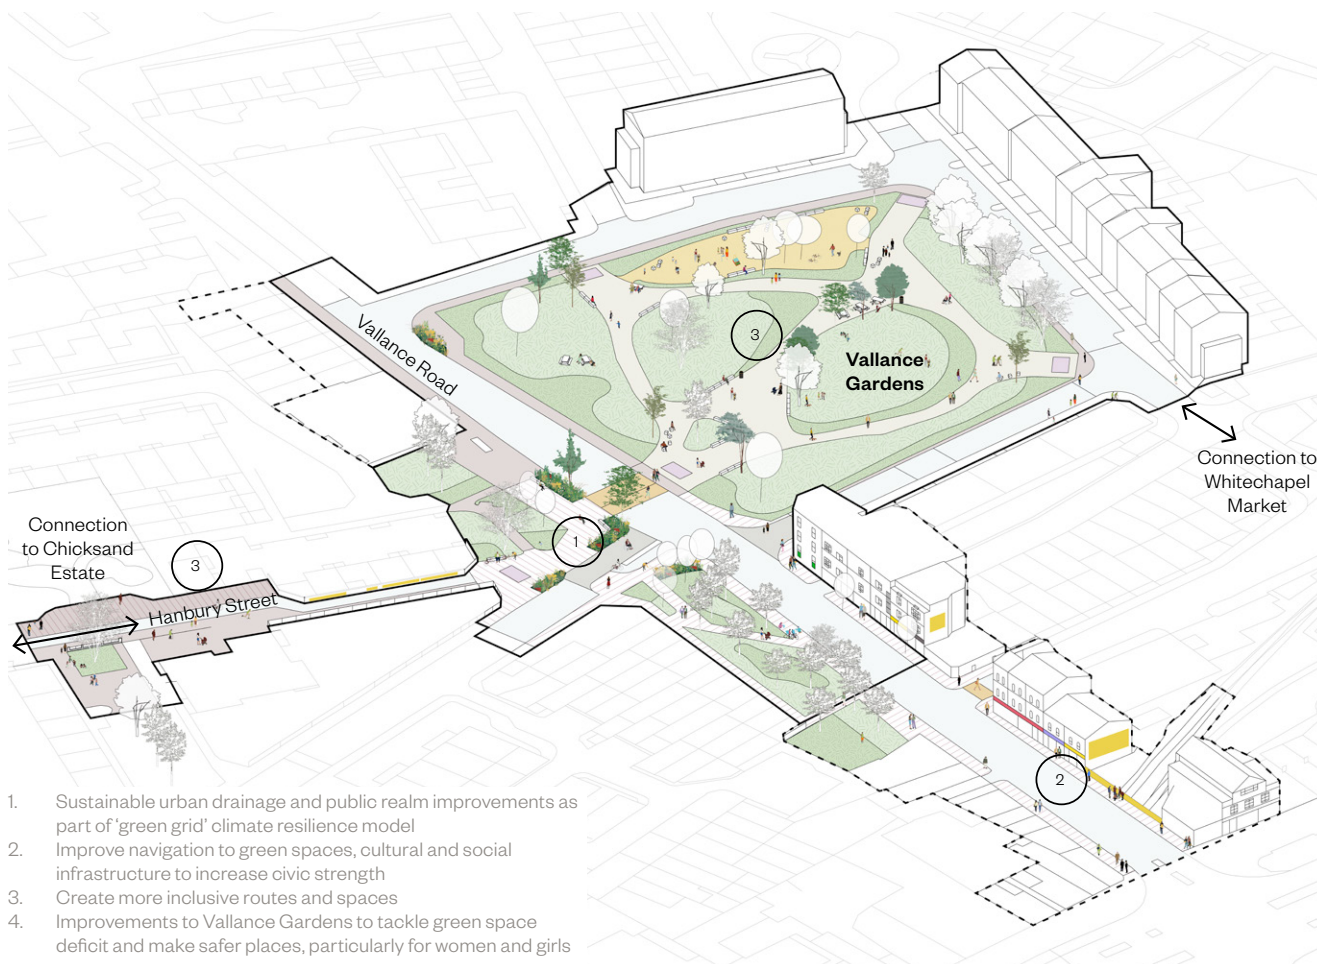 Vallance Road
3
Vallance
Gardens
Connection to
Whitechapel
Market
Connection
to Chicksand
Estate
3
Hanbury Street
1
2
1. Sustainable urban drainage and public realm improvements as
part of ‘green grid’ climate resilience model
2. Improve navigation to green spaces, cultural and social
infrastructure to increase civic strength
3. Create more inclusive routes and spaces
4. Improvements to Vallance Gardens to tackle green space
deficit and make safer places, particularly for women and girls